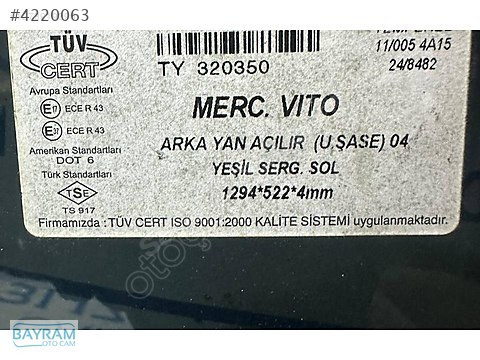 #4220063
TÜV
CERT
TY 320350
11/005 4A15
24/8482
Avrupa Standartları
ECE R 43
ECE R 43
Amerikan Standartları
DOT 6
Türk Standartları
TSE
TS 917
MERC. VITO
ARKA YAN AÇILIR (U.ŞASE) 04
YEŞİL SERG. SOL
1294*522*4mm
Firmamızda : TÜV CERT ISO 9001:2000 KALİTE SİSTEMİ uygulanmaktadır.
BAYRAM
OTO CAM